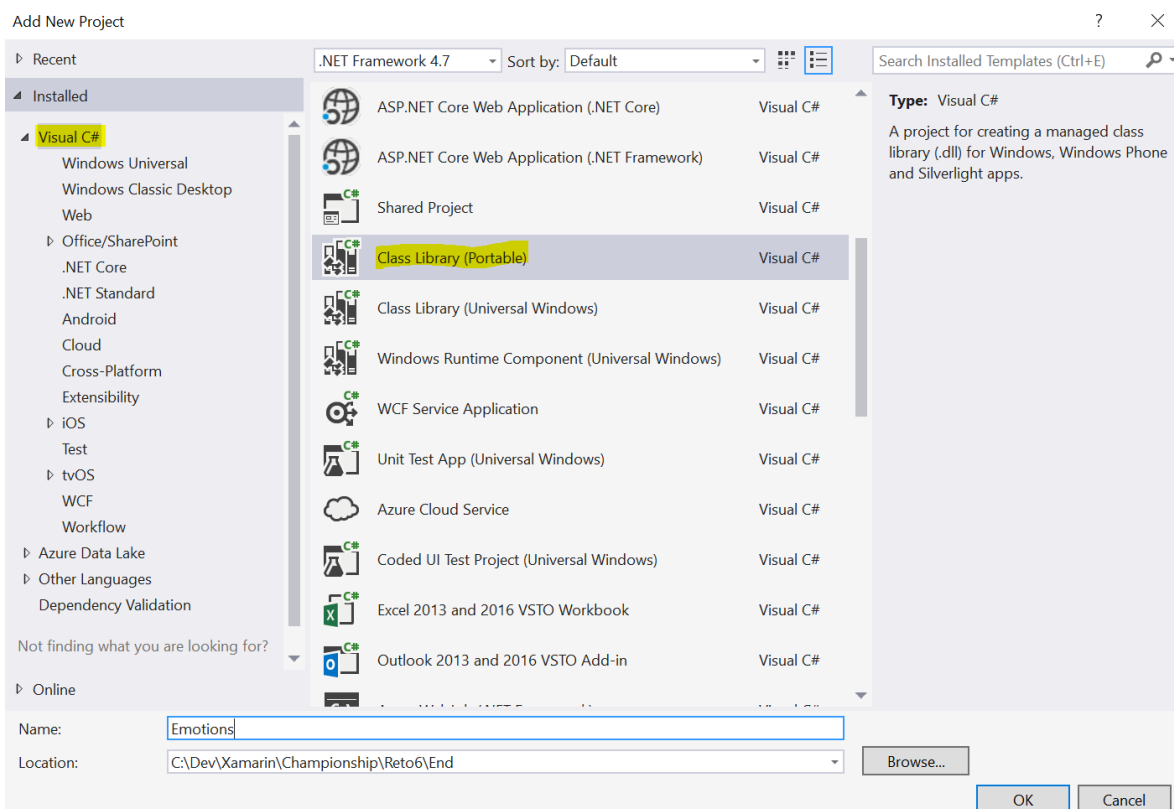 Add New Project
?
Recent
.NET Framework 4.7
Sort by:
Default
Search Installed Templates (Ctrl+E)
Installed
Visual C#
Windows Universal
Windows Classic Desktop
Web
Office/SharePoint
.NET Core
.NET Standard
Android
Cloud
Cross-Platform
Extensibility
iOS
Test
tvOS
WCF
Workflow
Azure Data Lake
Other Languages
Dependency Validation
Not finding what you are looking for?
Online
ASP.NET Core Web Application (.NET Core) Visual C#
ASP.NET Core Web Application (.NET Framework) Visual C#
C# Shared Project Visual C#
C# Class Library (Portable) Visual C#
C# Class Library (Universal Windows) Visual C#
C# Windows Runtime Component (Universal Windows) Visual C#
C# WCF Service Application Visual C#
C# Unit Test App (Universal Windows) Visual C#
Azure Cloud Service Visual C#
C# Coded UI Test Project (Universal Windows) Visual C#
C# Excel 2013 and 2016 VSTO Workbook Visual C#
C# Outlook 2013 and 2016 VSTO Add-in Visual C#
Type: Visual C#
A project for creating a managed class
library (.dll) for Windows, Windows Phone
and Silverlight apps.
Name:
Emotions
Location:
C:\Dev\Xamarin\Championship\Reto6\End
Browse...
OK
Cancel